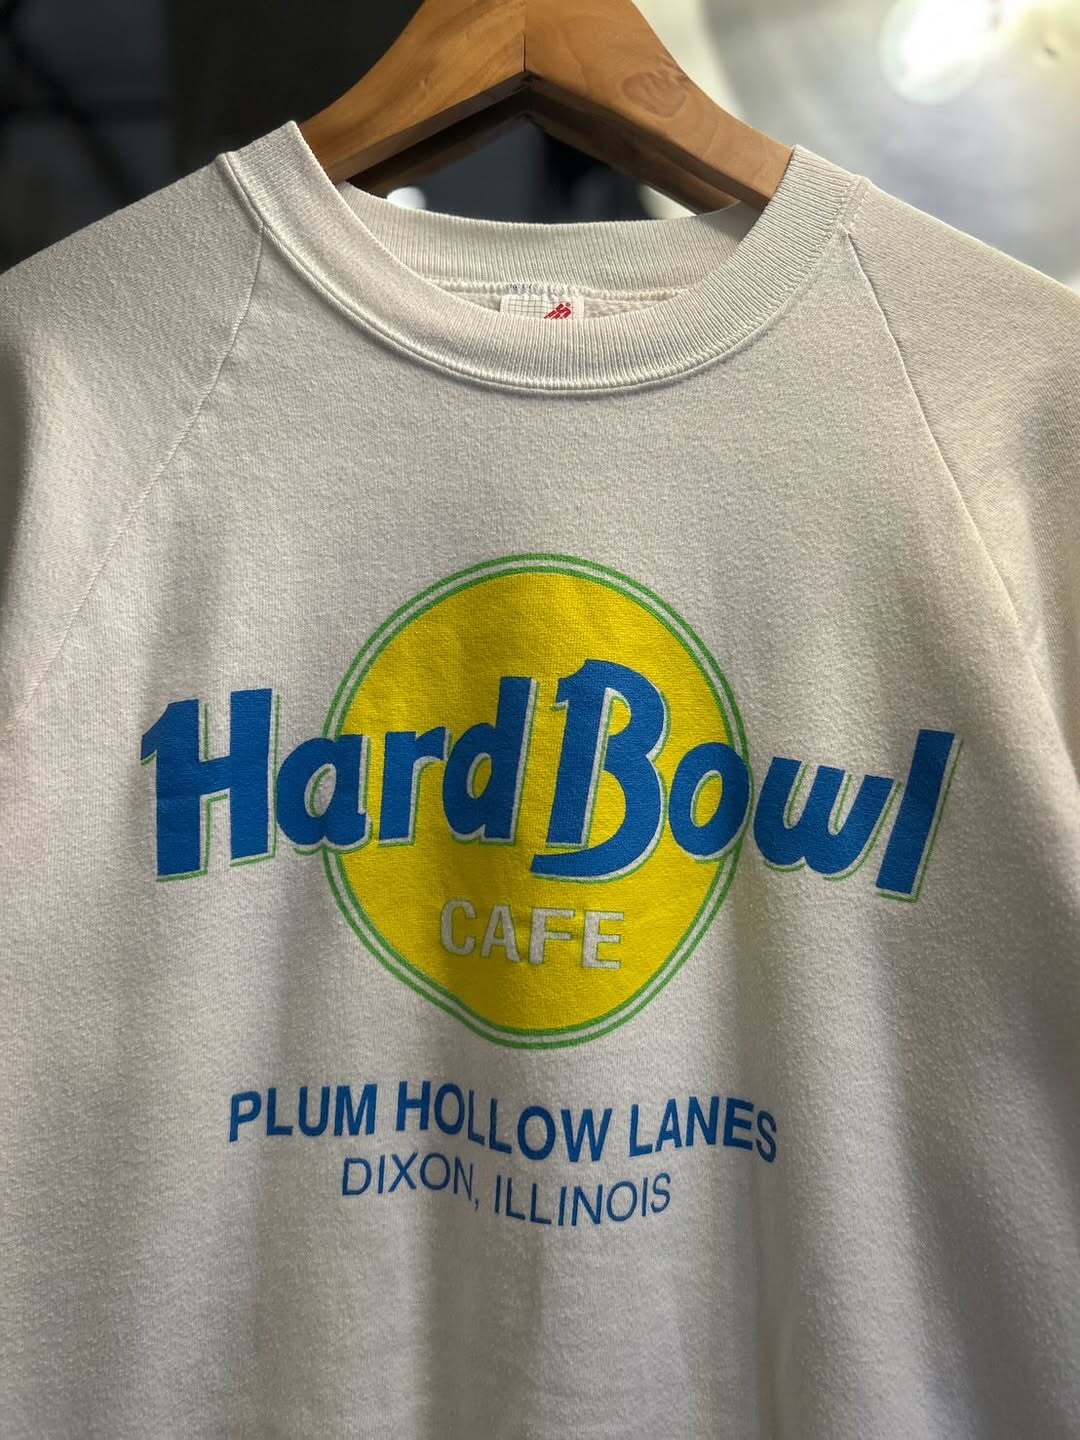 Hard Bowl
CAFE
PLUM HOLLOW LANES
DIXON, ILLINOIS